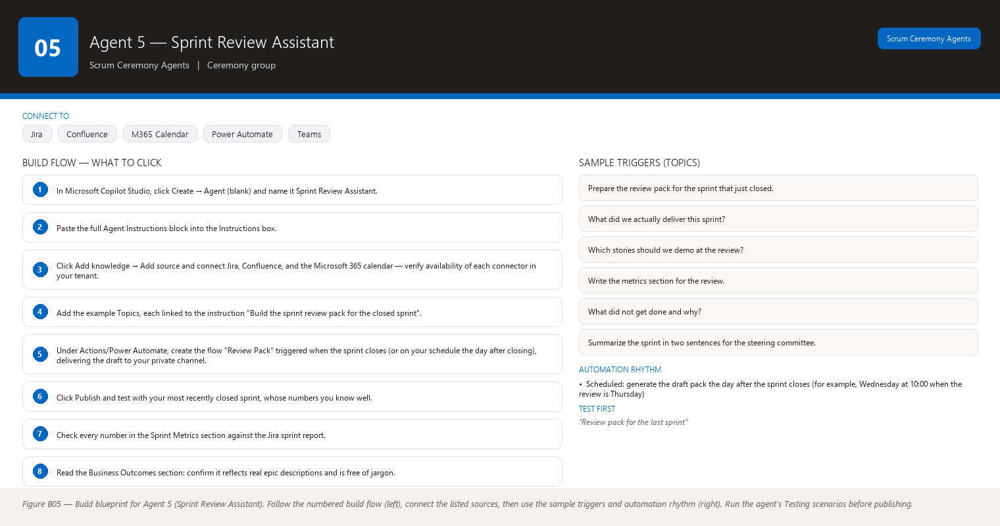 05
Agent 5 — Sprint Review Assistant
Scrum Ceremony Agents | Ceremony group
Scrum Ceremony Agents
CONNECT TO
Jira
Confluence
M365 Calendar
Power Automate
Teams
BUILD FLOW — WHAT TO CLICK
1
In Microsoft Copilot Studio, click Create → Agent (blank) and name it Sprint Review Assistant.
2
Paste the full Agent Instructions block into the Instructions box.
3
Click Add knowledge → Add source and connect Jira, Confluence, and the Microsoft 365 calendar — verify availability of each connector in
your tenant.
4
Add the example Topics, each linked to the instruction “Build the sprint review pack for the closed sprint”.
5
Under Actions/Power Automate, create the flow “Review Pack” triggered when the sprint closes (or on your schedule the day after closing),
delivering the draft to your private channel.
6
Click Publish and test with your most recently closed sprint, whose numbers you know well.
7
Check every number in the Sprint Metrics section against the Jira sprint report.
8
Read the Business Outcomes section: confirm it reflects real epic descriptions and is free of jargon.
SAMPLE TRIGGERS (TOPICS)
Prepare the review pack for the sprint that just closed.
What did we actually deliver this sprint?
Which stories should we demo at the review?
Write the metrics section for the review.
What did not get done and why?
Summarize the sprint in two sentences for the steering committee.
AUTOMATION RHYTHM
• Scheduled: generate the draft pack the day after the sprint closes (for example, Wednesday at 10:00 when the
review is Thursday)
TEST FIRST
“Review pack for the last sprint”
Figure B05 — Build blueprint for Agent 5 (Sprint Review Assistant). Follow the numbered build flow (left), connect the listed sources, then use the sample triggers and automation rhythm (right). Run the agent's Testing scenarios before publishing.